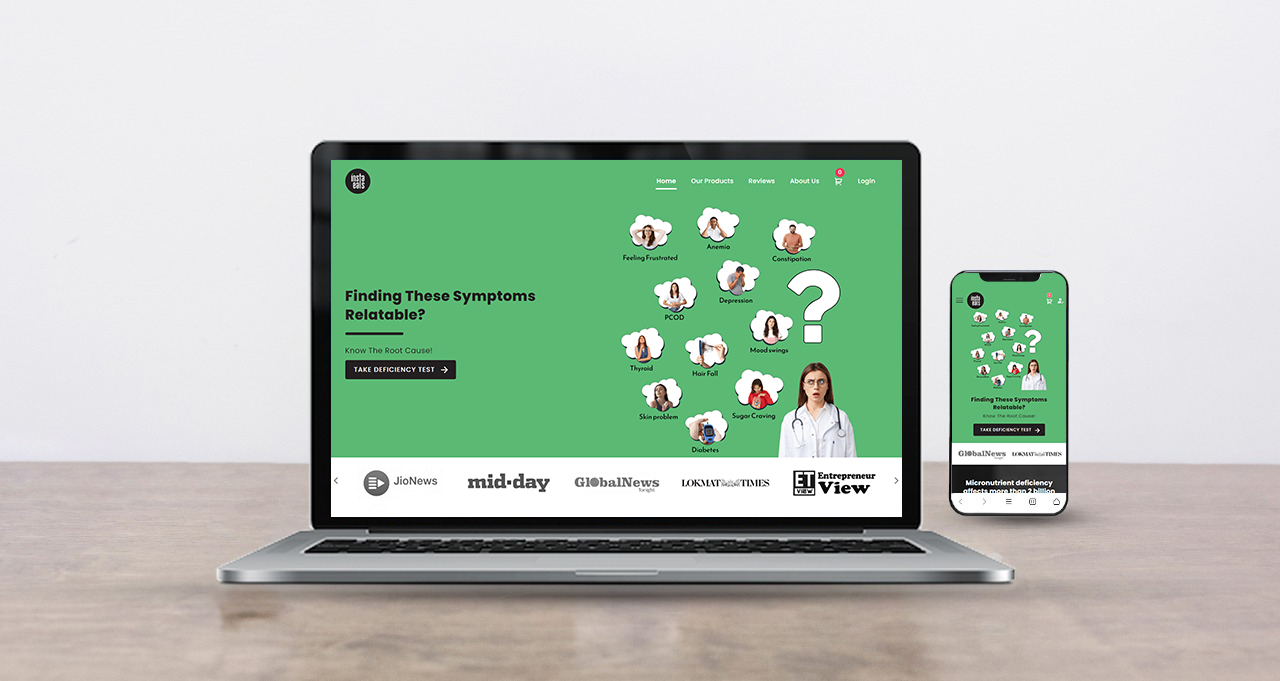 insta
eats
Home
Our Products
Reviews
About Us
0
Login
Feeling Frustrated
Anemia
Constipation
Depression
PCOD
?
Mood swings
Thyroid
Hair Fall
Skin problem
Sugar Craving
Diabetes
Finding These Symptoms
Relatable?
Know The Root Cause!
TAKE DEFICIENCY TEST →
JioNews
mid-day
GlobalNews
Tonight
LOKMAT TIMES
ET
VIEW
Entrepreneur
View
insta
eats
?
Finding These Symptoms
Relatable?
Know The Root Cause!
TAKE DEFICIENCY TEST →
GlobalNews
Tonight
LOKMAT TIMES
Micronutrient deficiency
affects more than 2 billion